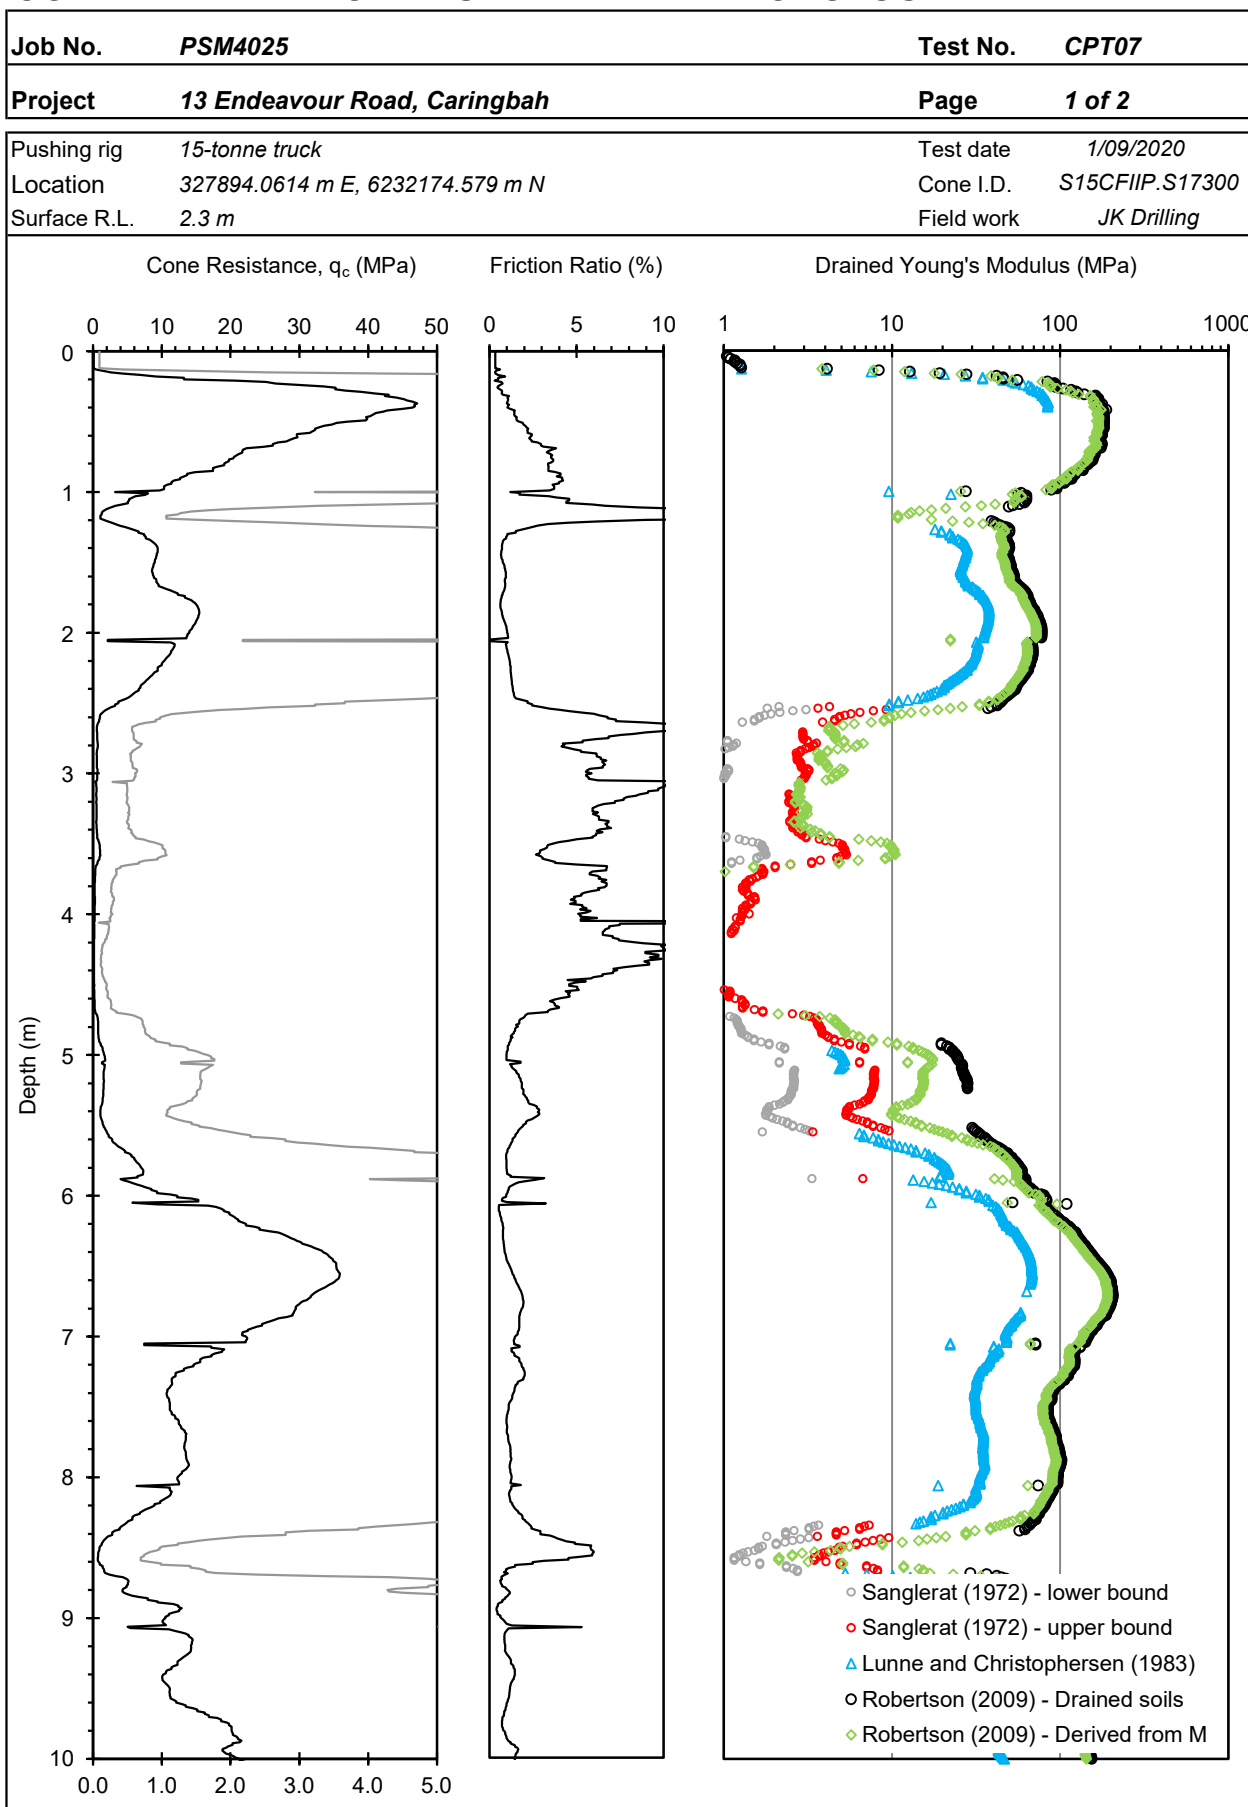 Job No. PSM4025 Test No. CPT07
Project 13 Endeavour Road, Caringbah Page 1 of 2
Pushing rig 15-tonne truck Test date 1/09/2020
Location 327894.0614 m E, 6232174.579 m N Cone I.D. S15CFIIP.S17300
Surface R.L. 2.3 m Field work JK Drilling
Cone Resistance, qc (MPa) Friction Ratio (%) Drained Young's Modulus (MPa)
0 10 20 30 40 50 0 5 10 1 10 100 1000
0
1
2
3
4
5
6
7
8
9
10
Depth (m)
Sanglerat (1972) - lower bound
Sanglerat (1972) - upper bound
Lunne and Christophersen (1983)
Robertson (2009) - Drained soils
Robertson (2009) - Derived from M
0.0 1.0 2.0 3.0 4.0 5.0